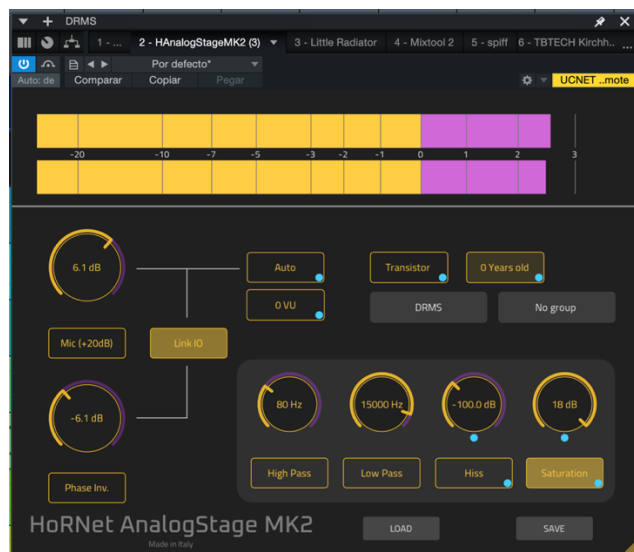 DRMS
1 - ...
2 - HAnalogStageMK2 (3)
3 - Little Radiator
4 - Mixtool 2
5 - spiff
6 - TBTECH Kirchh..
...
Por defecto*
Auto: de
Comparar
Copiar
Pegar
UCNET ..mote
-20 -10 -7 -5 -3 -2 -1 0 1 2 3
6.1 dB
Auto
Transistor
0 Years old
0 VU
DRMS
No group
Mic (+20dB)
Link IO
-6.1 dB
80 Hz
15000 Hz
-100.0 dB
18 dB
High Pass
Low Pass
Hiss
Saturation
Phase Inv.
HoRNet AnalogStage MK2
Made in Italy
LOAD
SAVE